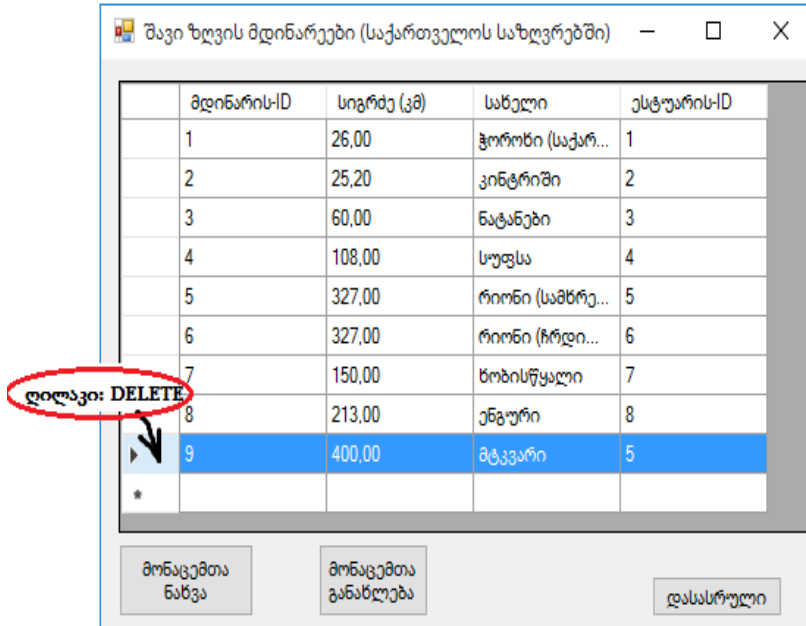 შავი ზღვის მდინარეები (საქართველოს საზღვრებში)
მდინარის-ID სიგრძე (კმ) სახელი ესტუარის-ID
1 26,00 ჭოროხი (საქარ... 1
2 25,20 კინტრიში 2
3 60,00 ნატანები 3
4 108,00 სუფსა 4
5 327,00 რიონი (სამხრე... 5
6 327,00 რიონი (ჩრდი... 6
7 150,00 ხობისწყალი 7
ღილაკი: DELETE
8 213,00 ენგური 8
9 400,00 მტკვარი 5
მონაცემთა
ნახვა
მონაცემთა
განახლება
დასასრული